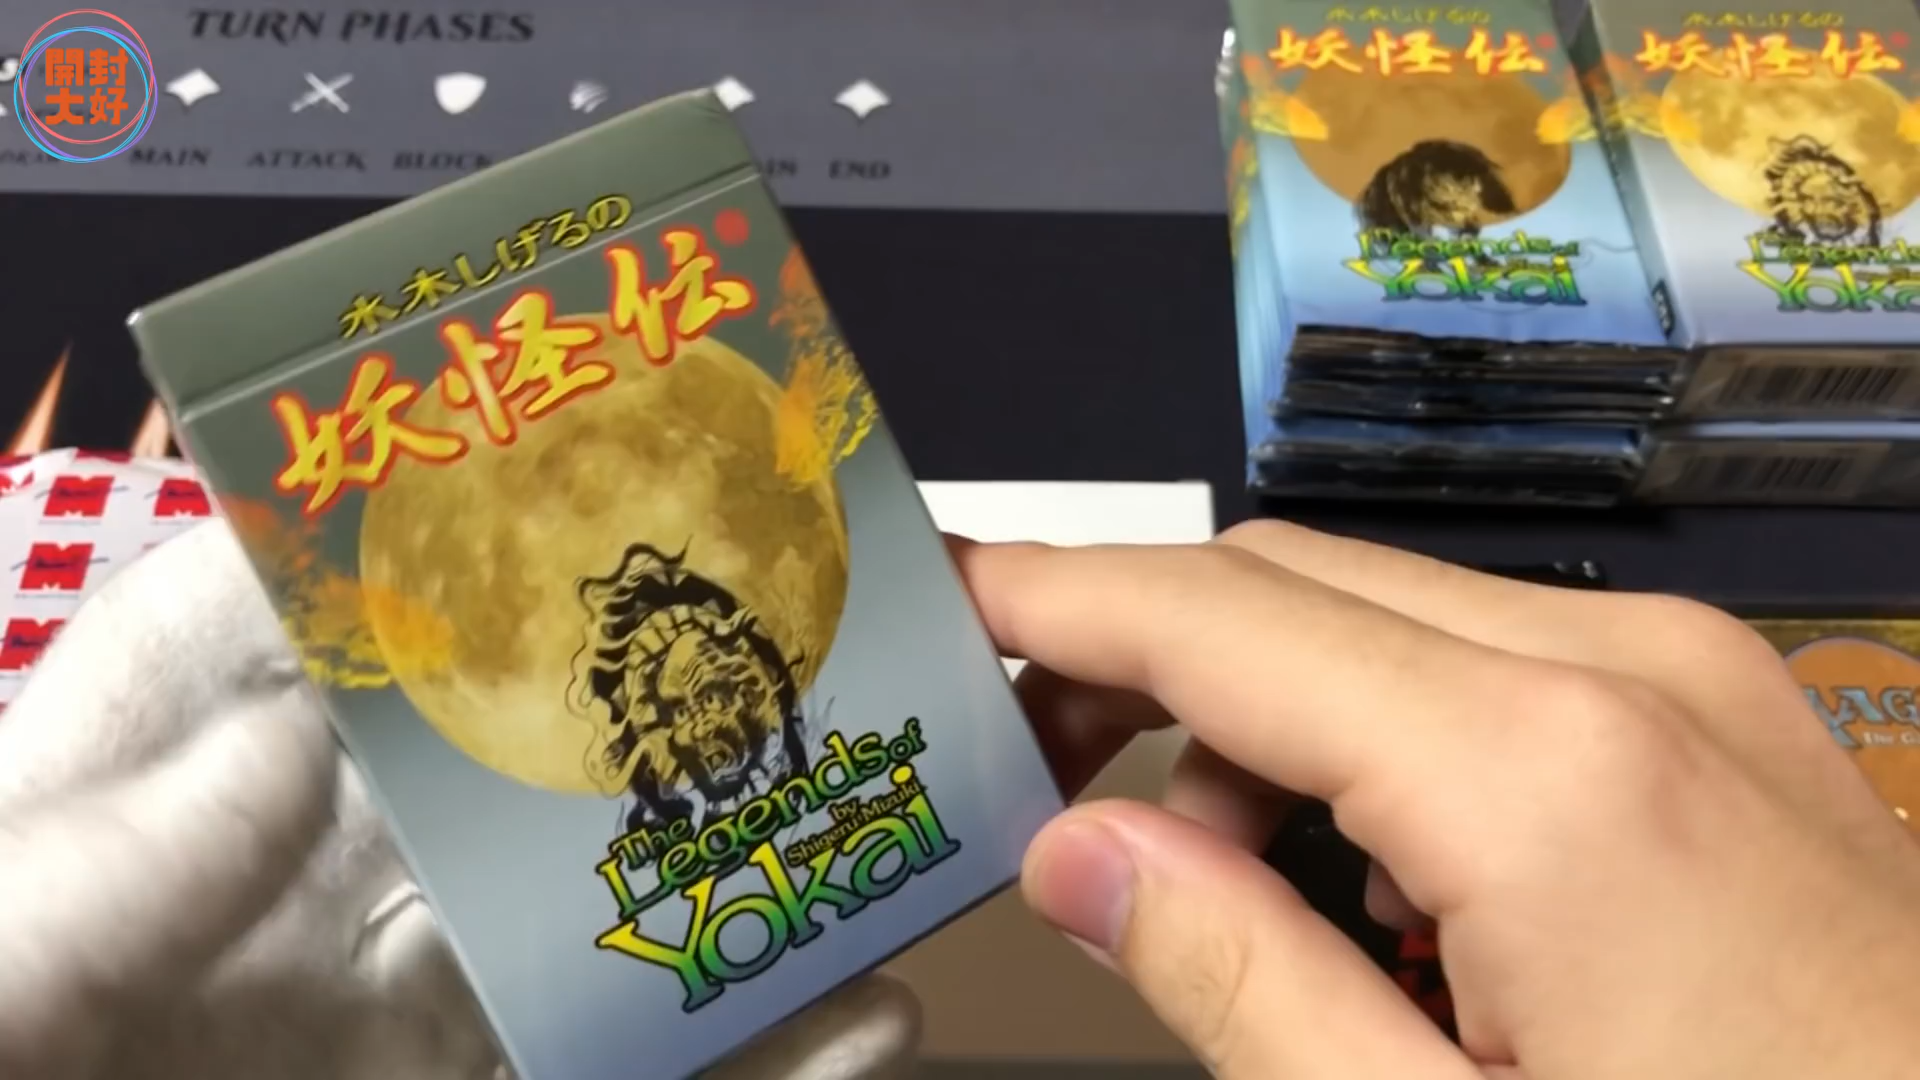 開封
大好
TURN PHASES
MAIN
ATTACK
BLOCK
END
水木しげるの
妖怪伝
The
Legends of
by
Shigeru Mizuki
Yokai
水木しげるの
妖怪伝
Legends of
Yokai
水木しげるの
妖怪伝
Legends